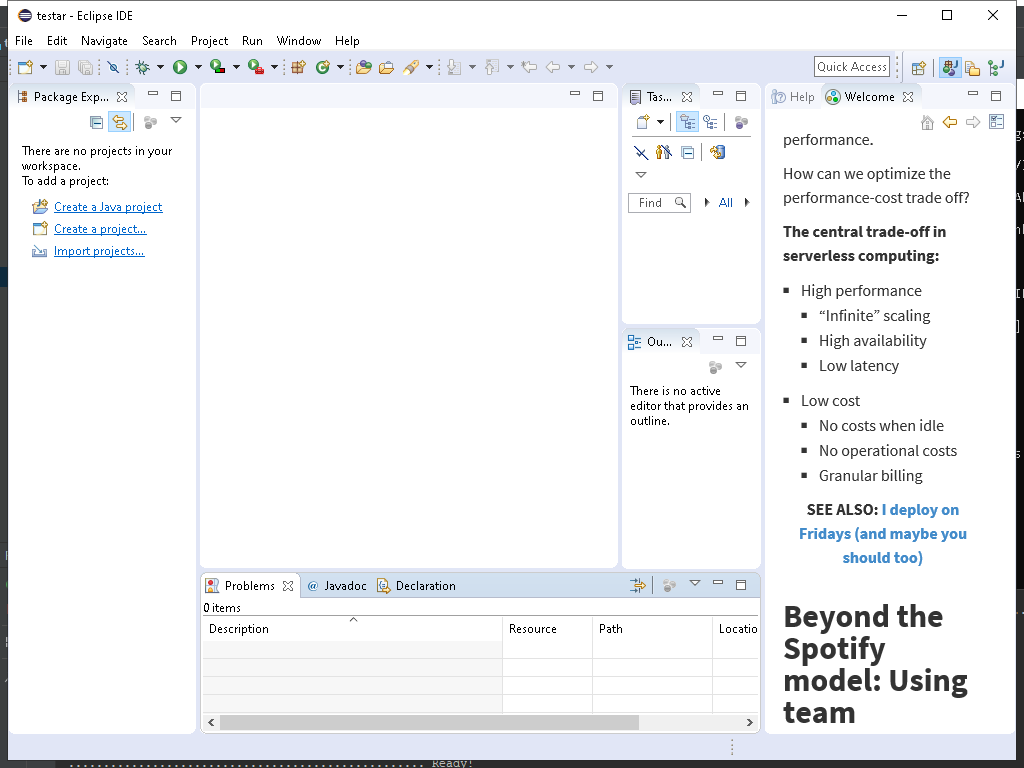 testar - Eclipse IDE
File Edit Navigate Search Project Run Window Help
Quick Access
Package Exp...
There are no projects in your
workspace.
To add a project:
Create a Java project
Create a project...
Import projects...
Tas...
Find
All
Ou...
There is no active
editor that provides an
outline.
Help
Welcome
performance.
How can we optimize the
performance-cost trade off?
The central trade-off in
serverless computing:
High performance
“Infinite” scaling
High availability
Low latency
Low cost
No costs when idle
No operational costs
Granular billing
SEE ALSO: I deploy on
Fridays (and maybe you
should too)
Beyond the
Spotify
model: Using
team
Problems
@ Javadoc
Declaration
0 items
Description Resource Path Locatio
Ready!